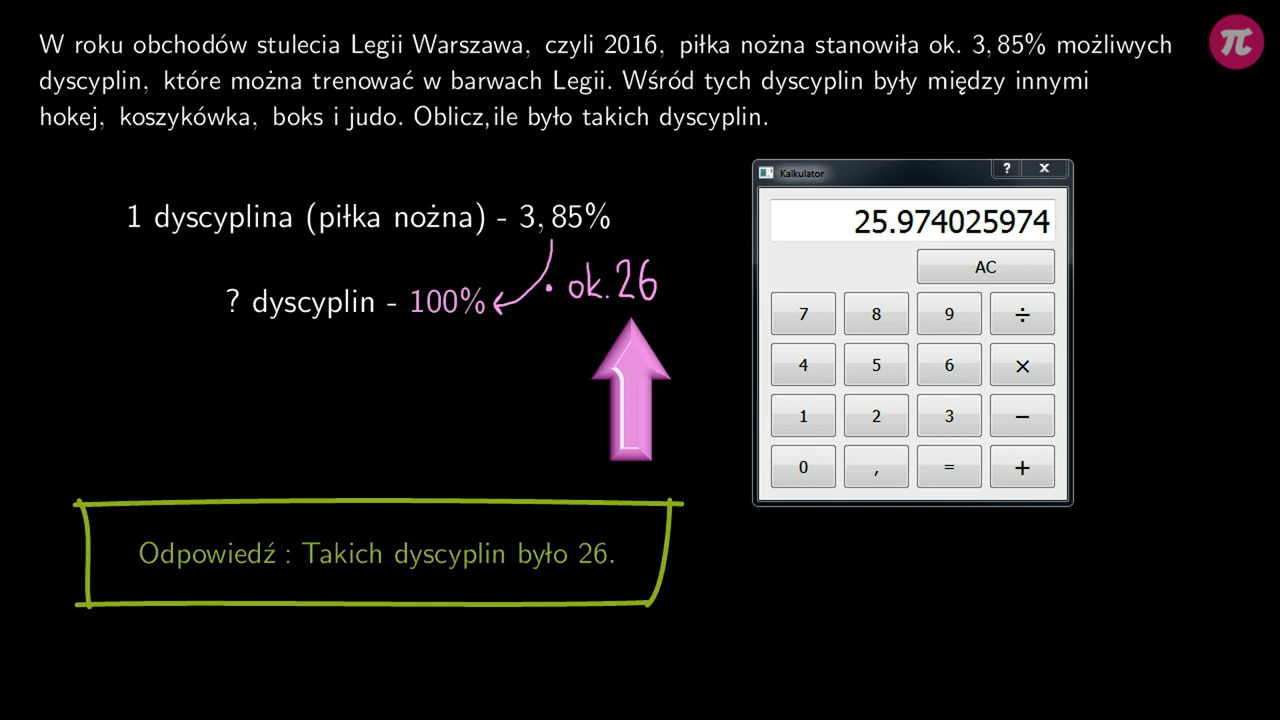 W roku obchodów stulecia Legii Warszawa, czyli 2016, piłka nożna stanowiła ok. 3,85% możliwych
dyscyplin, które można trenować w barwach Legii. Wśród tych dyscyplin były między innymi
hokej, koszykówka, boks i judo. Oblicz,ile było takich dyscyplin.
π
1 dyscyplina (piłka nożna) - 3,85%
? dyscyplin - 100%
· ok.26
Odpowiedź : Takich dyscyplin było 26.
Kalkulator ? x
25.974025974
AC
7 8 9 ÷
4 5 6 ×
1 2 3 −
0 , = +